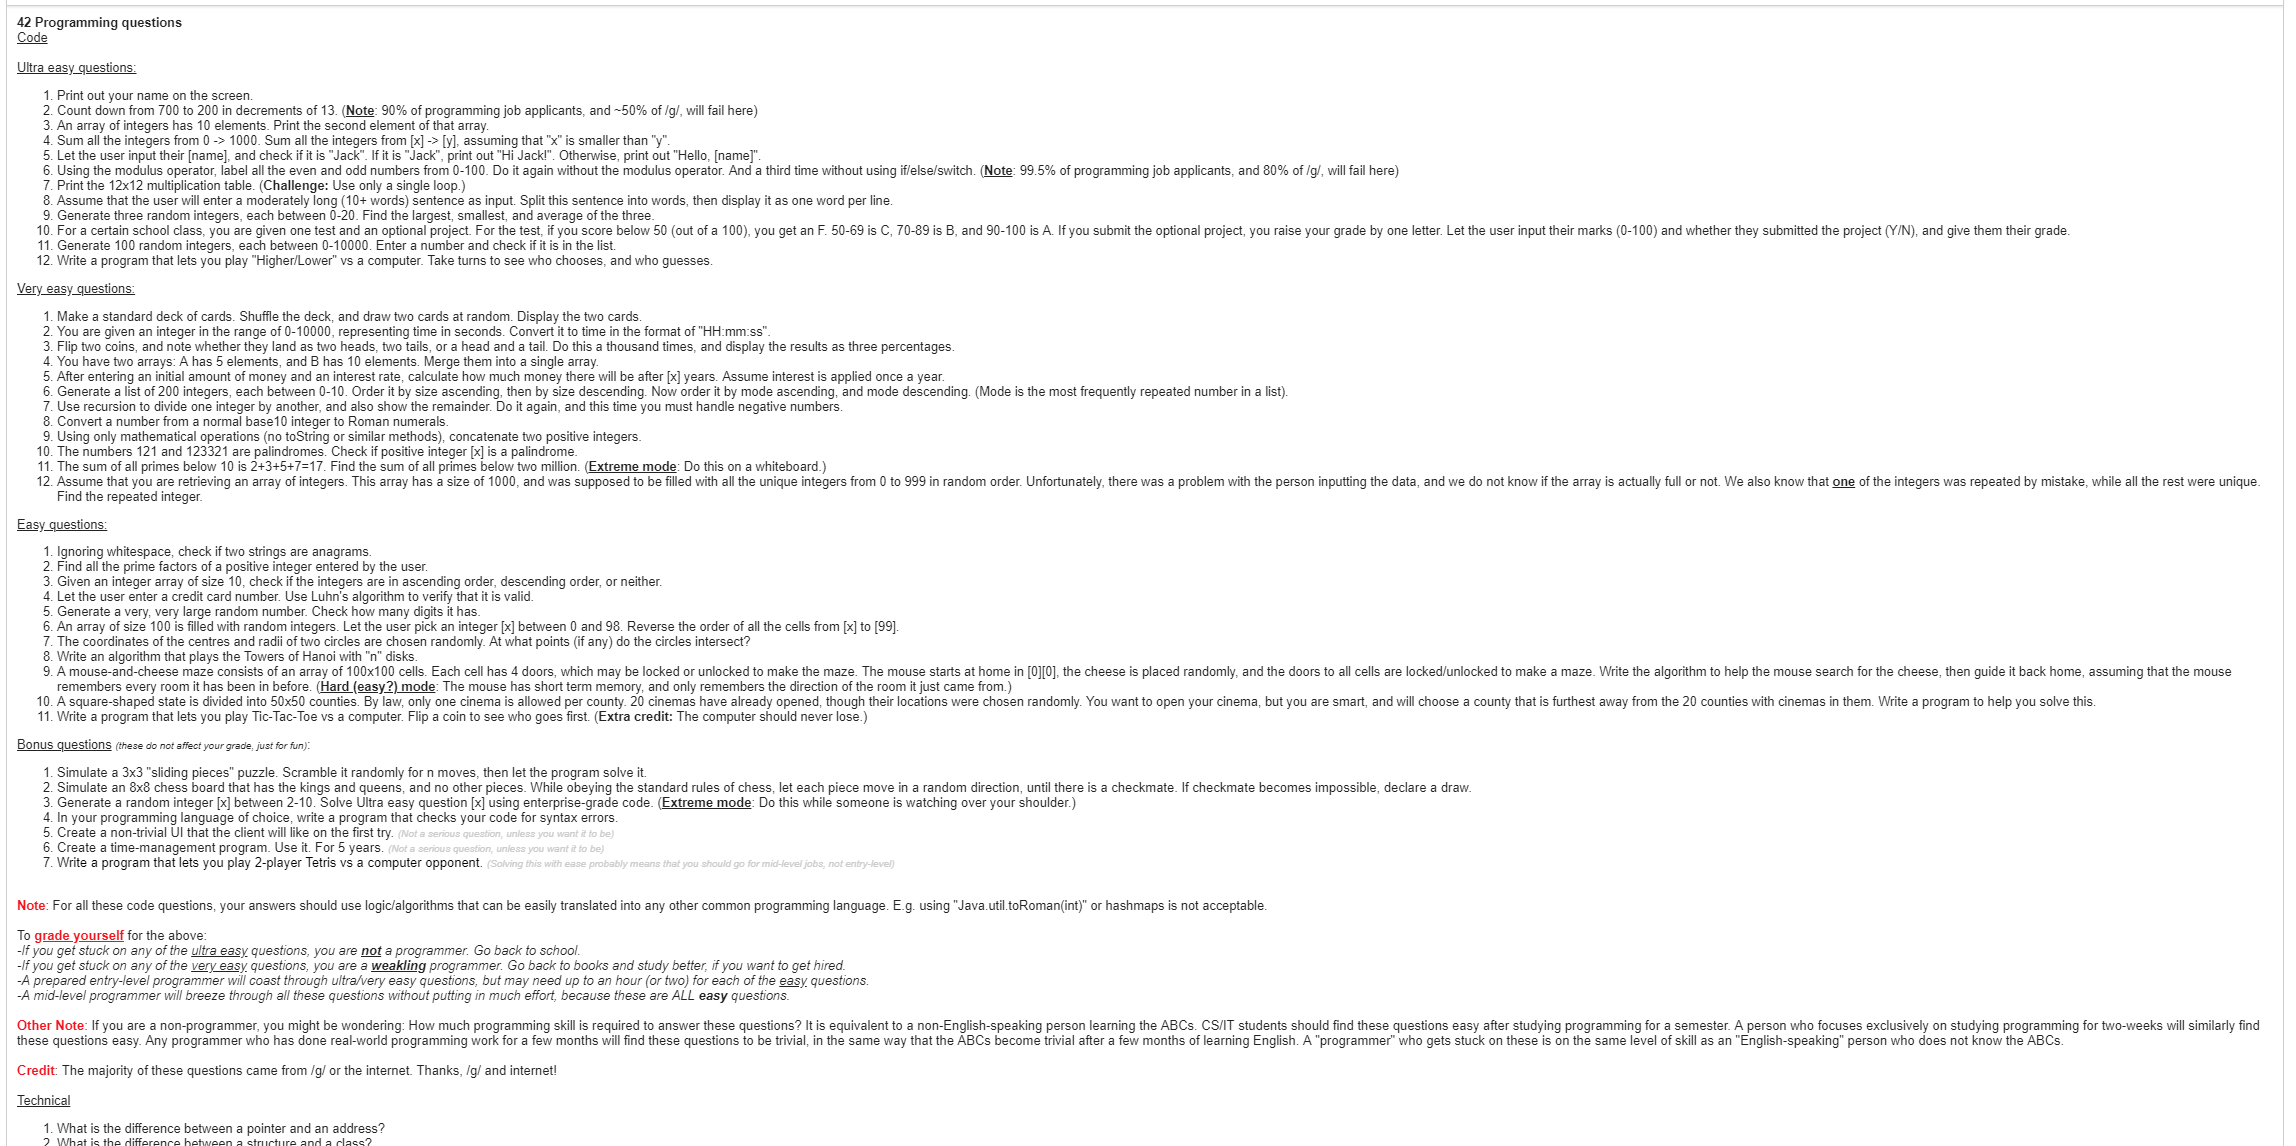 42 Programming questions
Code
Ultra easy questions:
1. Print out your name on the screen.
2. Count down from 700 to 200 in decrements of 13. (Note: 90% of programming job applicants, and ~50% of /g/, will fail here)
3. An array of integers has 10 elements. Print the second element of that array.
4. Sum all the integers from 0 -> 1000. Sum all the integers from [x] -> [y], assuming that "x" is smaller than "y".
5. Let the user input their [name], and check if it is "Jack". If it is "Jack", print out "Hi Jack!". Otherwise, print out "Hello, [name]".
6. Using the modulus operator, label all the even and odd numbers from 0-100. Do it again without the modulus operator. And a third time without using if/else/switch. (Note: 99.5% of programming job applicants, and 80% of /g/, will fail here)
7. Print the 12x12 multiplication table. (Challenge: Use only a single loop.)
8. Assume that the user will enter a moderately long (10+ words) sentence as input. Split this sentence into words, then display it as one word per line.
9. Generate three random integers, each between 0-20. Find the largest, smallest, and average of the three.
10. For a certain school class, you are given one test and an optional project. For the test, if you score below 50 (out of a 100), you get an F. 50-69 is C, 70-89 is B, and 90-100 is A. If you submit the optional project, you raise your grade by one letter. Let the user input their marks (0-100) and whether they submitted the project (Y/N), and give them their grade.
11. Generate 100 random integers, each between 0-10000. Enter a number and check if it is in the list.
12. Write a program that lets you play "Higher/Lower" vs a computer. Take turns to see who chooses, and who guesses.
Very easy questions:
1. Make a standard deck of cards. Shuffle the deck, and draw two cards at random. Display the two cards.
2. You are given an integer in the range of 0-10000, representing time in seconds. Convert it to time in the format of "HH:mm:ss".
3. Flip two coins, and note whether they land as two heads, two tails, or a head and a tail. Do this a thousand times, and display the results as three percentages.
4. You have two arrays: A has 5 elements, and B has 10 elements. Merge them into a single array.
5. After entering an initial amount of money and an interest rate, calculate how much money there will be after [x] years. Assume interest is applied once a year.
6. Generate a list of 200 integers, each between 0-10. Order it by size ascending, then by size descending. Now order it by mode ascending, and mode descending. (Mode is the most frequently repeated number in a list).
7. Use recursion to divide one integer by another, and also show the remainder. Do it again, and this time you must handle negative numbers.
8. Convert a number from a normal base10 integer to Roman numerals.
9. Using only mathematical operations (no toString or similar methods), concatenate two positive integers.
10. The numbers 121 and 123321 are palindromes. Check if positive integer [x] is a palindrome.
11. The sum of all primes below 10 is 2+3+5+7=17. Find the sum of all primes below two million. (Extreme mode: Do this on a whiteboard.)
12. Assume that you are retrieving an array of integers. This array has a size of 1000, and was supposed to be filled with all the unique integers from 0 to 999 in random order. Unfortunately, there was a problem with the person inputting the data, and we do not know if the array is actually full or not. We also know that one of the integers was repeated by mistake, while all the rest were unique.
Find the repeated integer.
Easy questions:
1. Ignoring whitespace, check if two strings are anagrams.
2. Find all the prime factors of a positive integer entered by the user.
3. Given an integer array of size 10, check if the integers are in ascending order, descending order, or neither.
4. Let the user enter a credit card number. Use Luhn's algorithm to verify that it is valid.
5. Generate a very, very large random number. Check how many digits it has.
6. An array of size 100 is filled with random integers. Let the user pick an integer [x] between 0 and 98. Reverse the order of all the cells from [x] to [99].
7. The coordinates of the centres and radii of two circles are chosen randomly. At what points (if any) do the circles intersect?
8. Write an algorithm that plays the Towers of Hanoi with "n" disks.
9. A mouse-and-cheese maze consists of an array of 100x100 cells. Each cell has 4 doors, which may be locked or unlocked to make the maze. The mouse starts at home in [0][0], the cheese is placed randomly, and the doors to all cells are locked/unlocked to make a maze. Write the algorithm to help the mouse search for the cheese, then guide it back home, assuming that the mouse
remembers every room it has been in before. (Hard (easy?) mode: The mouse has short term memory, and only remembers the direction of the room it just came from.)
10. A square-shaped state is divided into 50x50 counties. By law, only one cinema is allowed per county. 20 cinemas have already opened, though their locations were chosen randomly. You want to open your cinema, but you are smart, and will choose a county that is furthest away from the 20 counties with cinemas in them. Write a program to help you solve this.
11. Write a program that lets you play Tic-Tac-Toe vs a computer. Flip a coin to see who goes first. (Extra credit: The computer should never lose.)
Bonus questions (these do not affect your grade, just for fun):
1. Simulate a 3x3 "sliding pieces" puzzle. Scramble it randomly for n moves, then let the program solve it.
2. Simulate an 8x8 chess board that has the kings and queens, and no other pieces. While obeying the standard rules of chess, let each piece move in a random direction, until there is a checkmate. If checkmate becomes impossible, declare a draw.
3. Generate a random integer [x] between 2-10. Solve Ultra easy question [x] using enterprise-grade code. (Extreme mode: Do this while someone is watching over your shoulder.)
4. In your programming language of choice, write a program that checks your code for syntax errors.
5. Create a non-trivial UI that the client will like on the first try. (Not a serious question, unless you want it to be)
6. Create a time-management program. Use it. For 5 years. (Not a serious question, unless you want it to be)
7. Write a program that lets you play 2-player Tetris vs a computer opponent. (Solving this with ease probably means that you should go for mid-level jobs, not entry-level)
Note: For all these code questions, your answers should use logic/algorithms that can be easily translated into any other common programming language. E.g. using "Java.util.toRoman(int)" or hashmaps is not acceptable.
To grade yourself for the above:
-If you get stuck on any of the ultra easy questions, you are not a programmer. Go back to school.
-If you get stuck on any of the very easy questions, you are a weakling programmer. Go back to books and study better, if you want to get hired.
-A prepared entry-level programmer will coast through ultra/very easy questions, but may need up to an hour (or two) for each of the easy questions.
-A mid-level programmer will breeze through all these questions without putting in much effort, because these are ALL easy questions.
Other Note: If you are a non-programmer, you might be wondering: How much programming skill is required to answer these questions? It is equivalent to a non-English-speaking person learning the ABCs. CS/IT students should find these questions easy after studying programming for a semester. A person who focuses exclusively on studying programming for two-weeks will similarly find
these questions easy. Any programmer who has done real-world programming work for a few months will find these questions to be trivial, in the same way that the ABCs become trivial after a few months of learning English. A "programmer" who gets stuck on these is on the same level of skill as an "English-speaking" person who does not know the ABCs.
Credit: The majority of these questions came from /g/ or the internet. Thanks, /g/ and internet!
Technical
1. What is the difference between a pointer and an address?
2. What is the difference between a structure and a class?